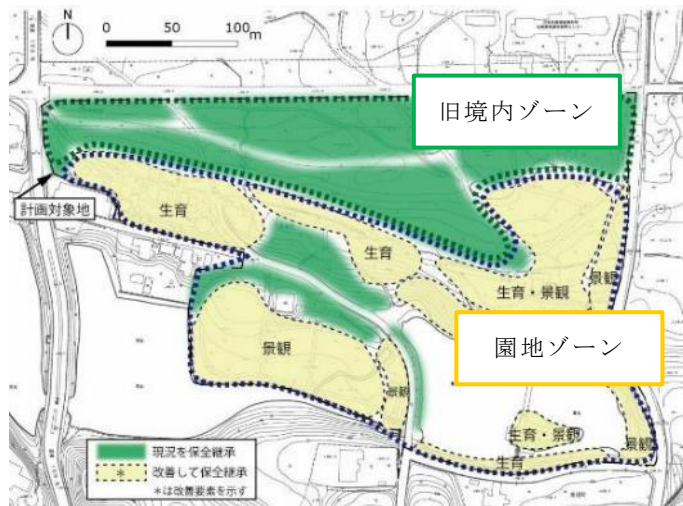 N
0 50 100 m
旧境内ゾーン
計画対象地
生育
生育
生育・景観
景観
園地ゾーン
景観
景観
生育・景観
生育
景観
現況を保全継承
* 改善して保全継承
*は改善要素を示す